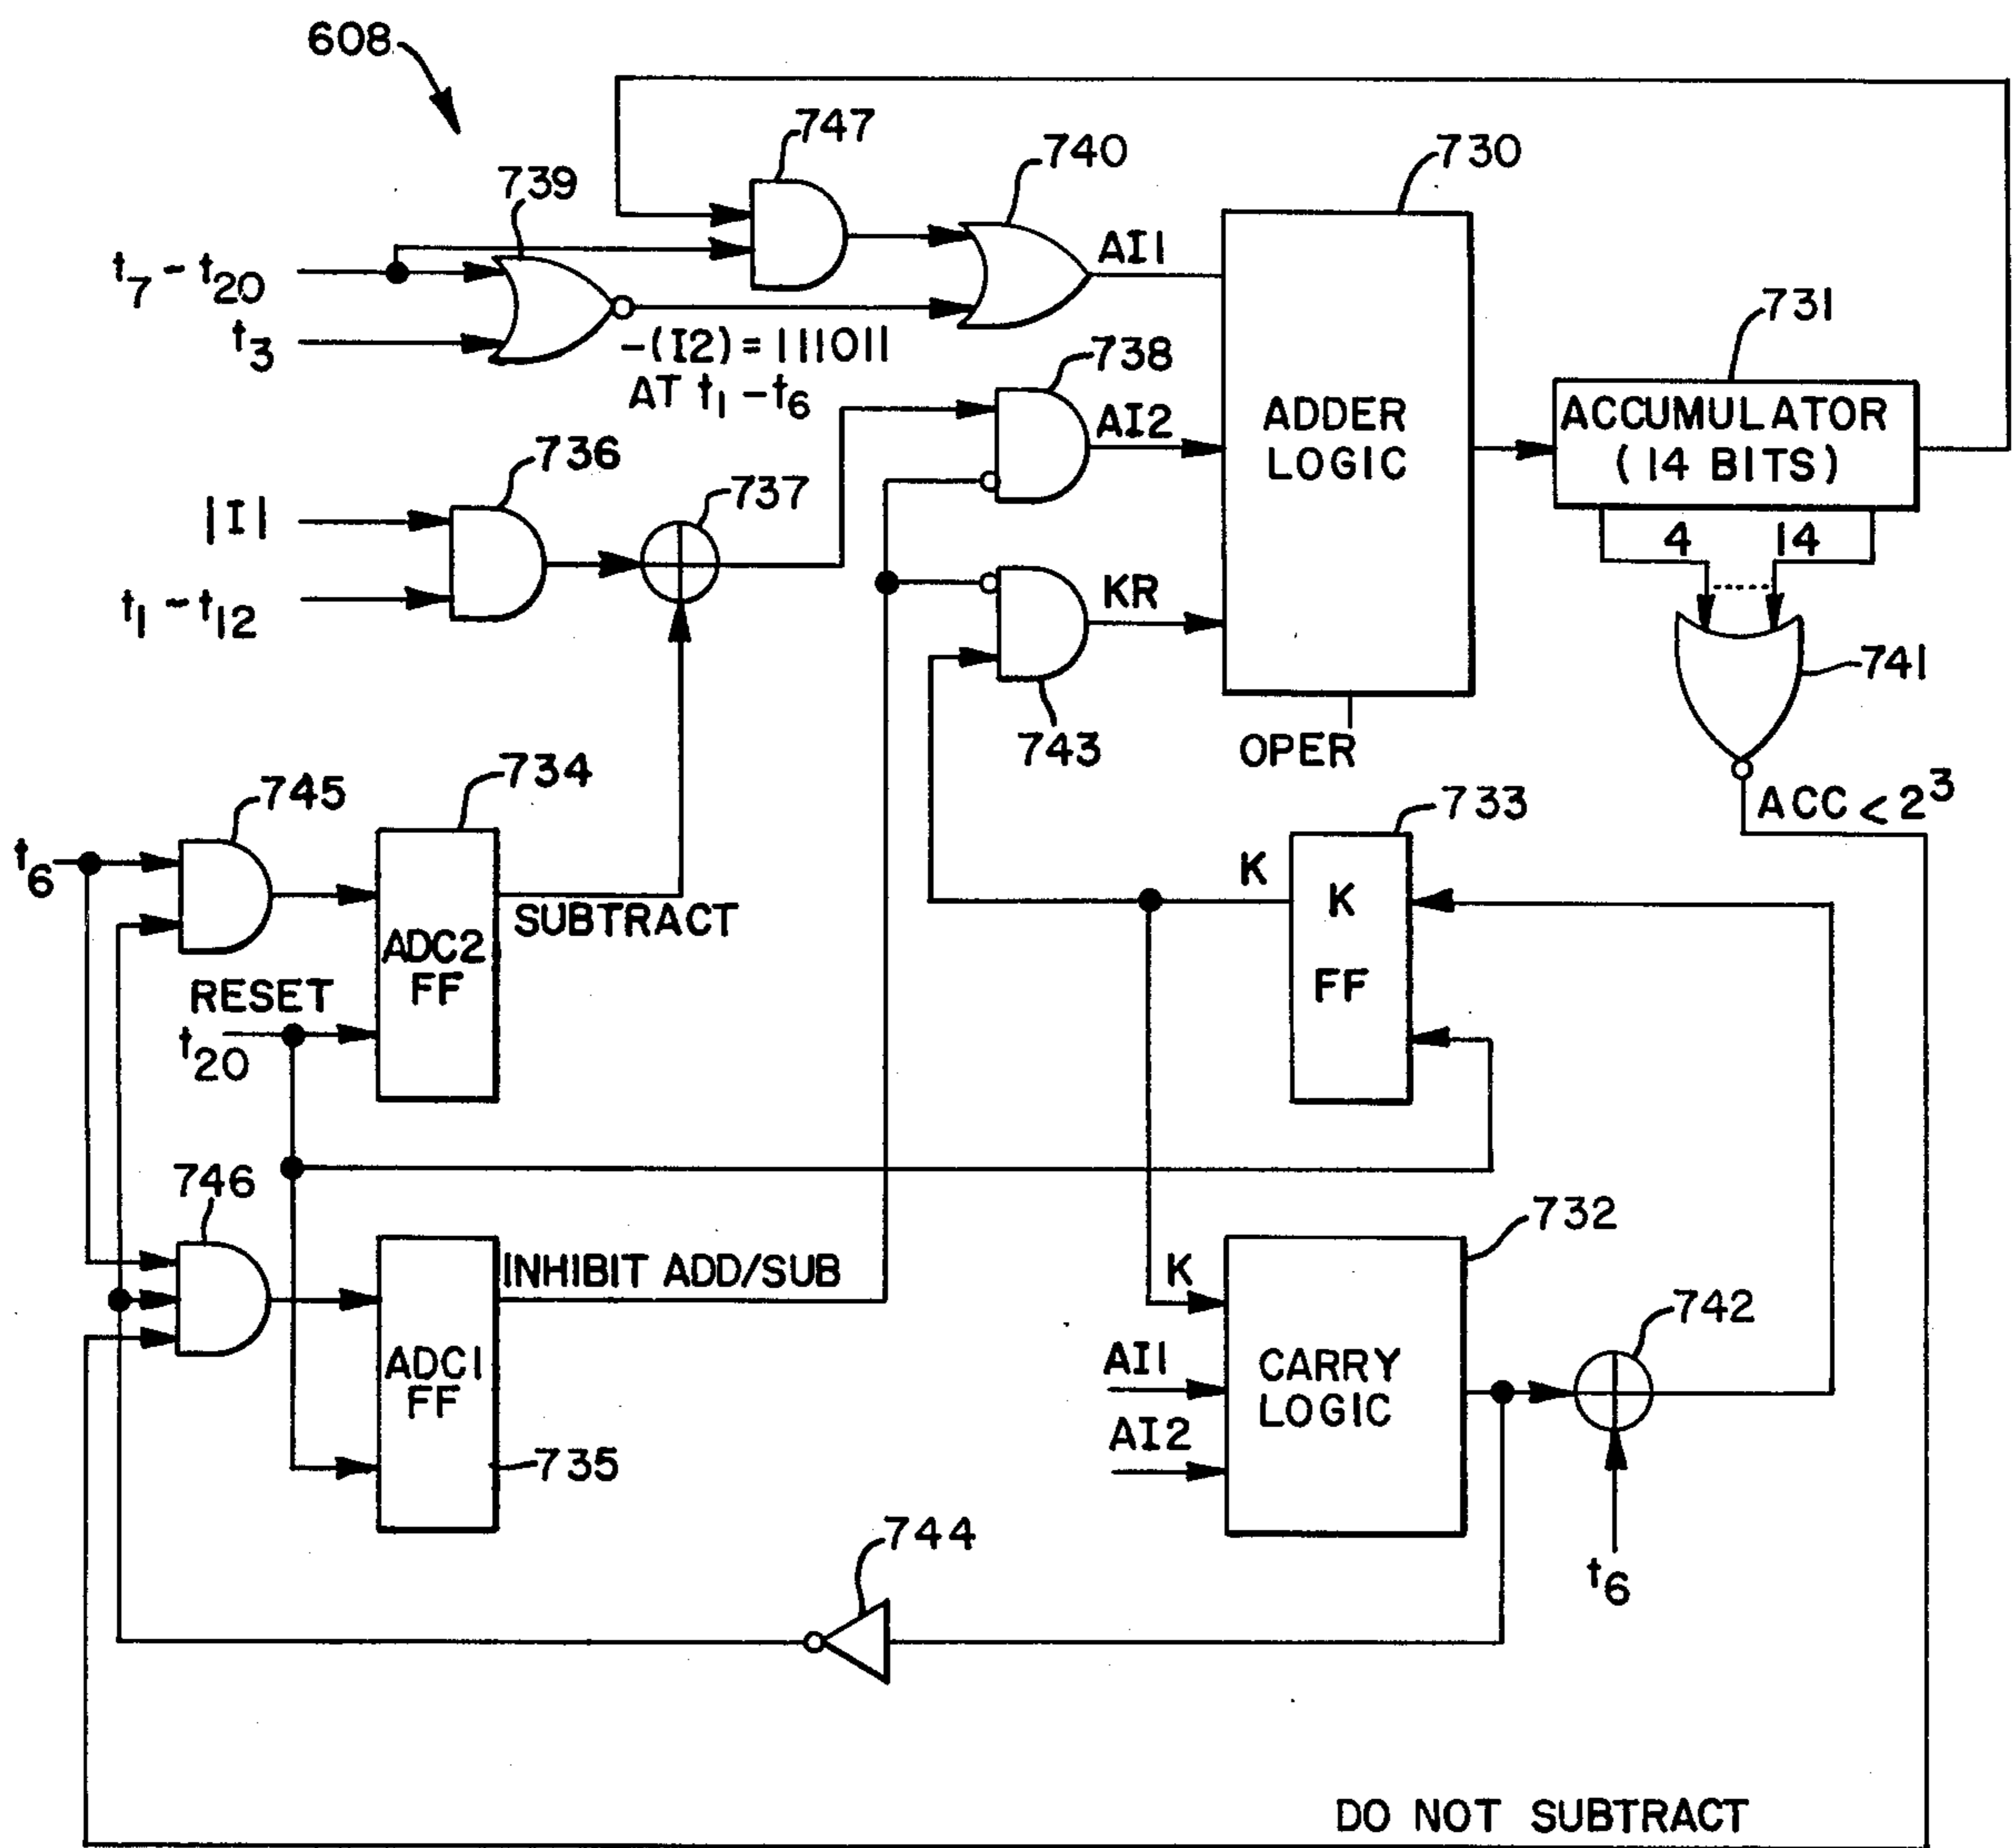 608
747
740
730
739
t7 - t20
t3
AI1
731
-(I2) = 111011
AT t1 - t6
738
AI2
ADDER
LOGIC
ACCUMULATOR
(14 BITS)
736
737
|I|
t1 - t12
4 14
KR
741
743
OPER
745
734
733
ACC < 2^3
t6
K
K
FF
SUBTRACT
ADC2
FF
RESET
t20
746
732
INHIBIT ADD/SUB
K
742
AI1
ADC1
FF
CARRY
LOGIC
AI2
735
744
t6
DO NOT SUBTRACT